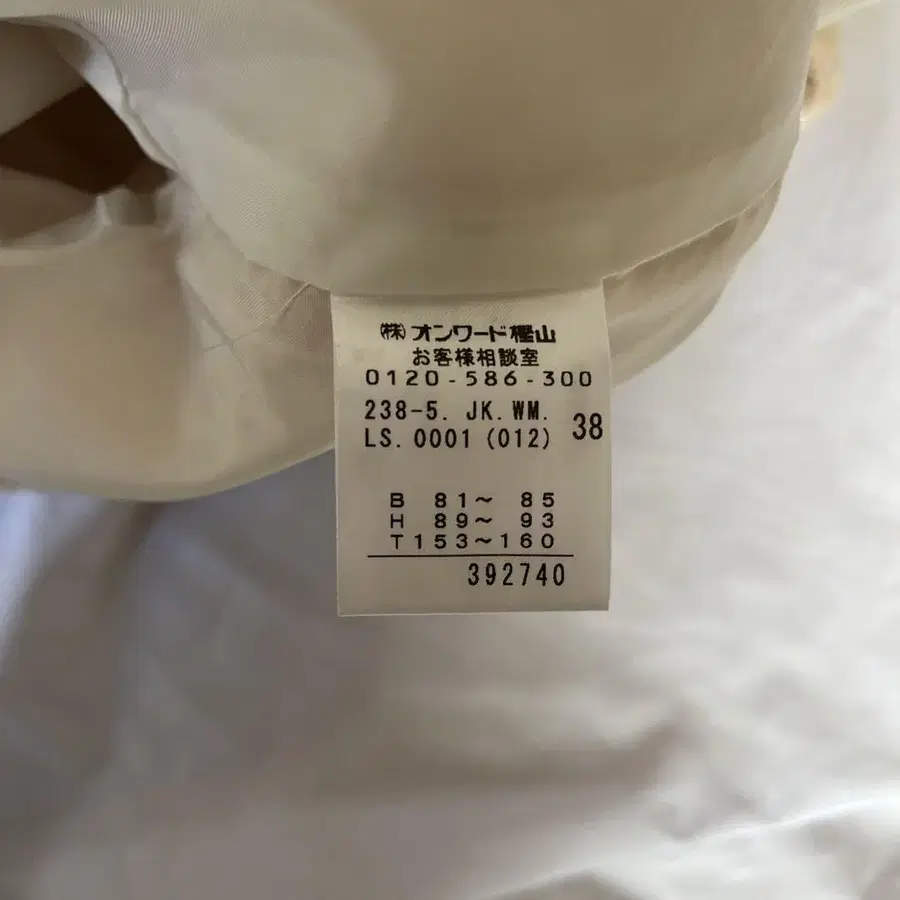 ㈱オンワード樫山
お客様相談室
0120-586-300
238-5. JK. WM.
LS. 0001 (012) 38
B 81〜 85
H 89〜 93
T153〜160
392740